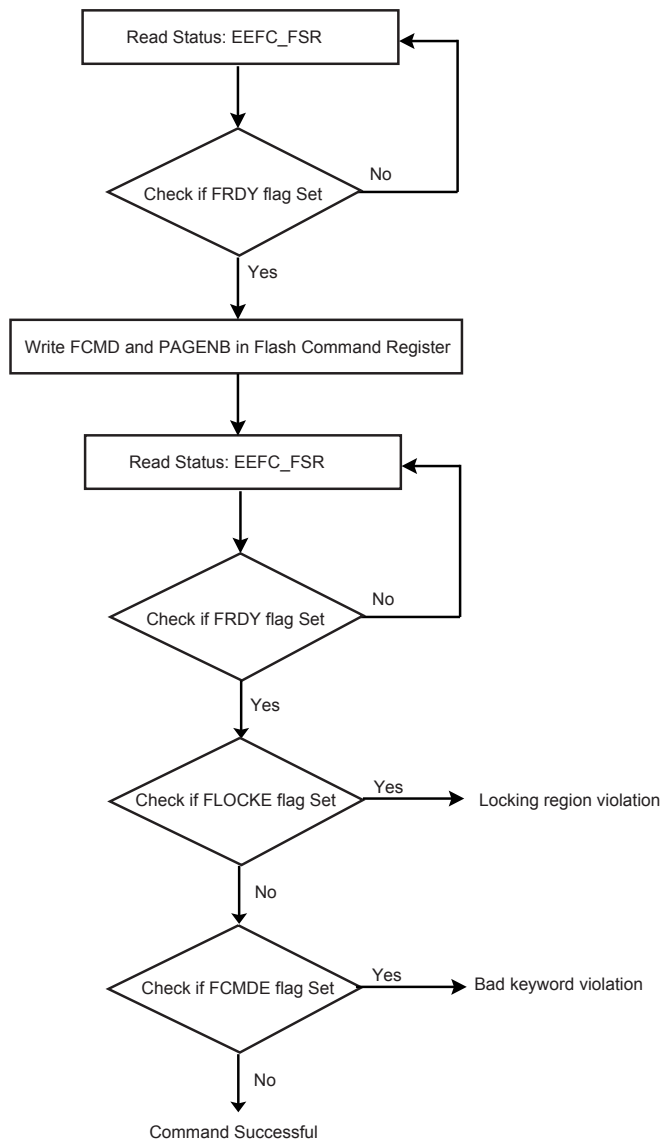 Read Status: EEFC_FSR
No
Check if FRDY flag Set
Yes
Write FCMD and PAGENB in Flash Command Register
Read Status: EEFC_FSR
No
Check if FRDY flag Set
Yes
Yes
Check if FLOCKE flag Set
Locking region violation
No
Yes
Check if FCMDE flag Set
Bad keyword violation
No
Command Successful